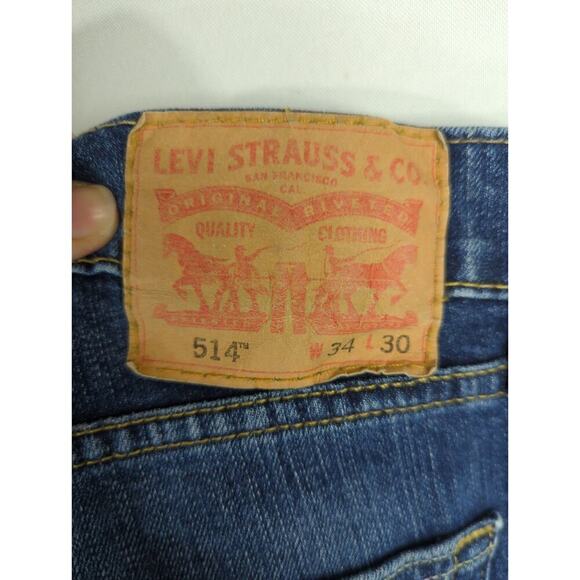 LEVI STRAUSS & CO.
SAN FRANCISCO
CAL
ORIGINAL RIVETED
QUALITY CLOTHING
514™ W 34 L 30